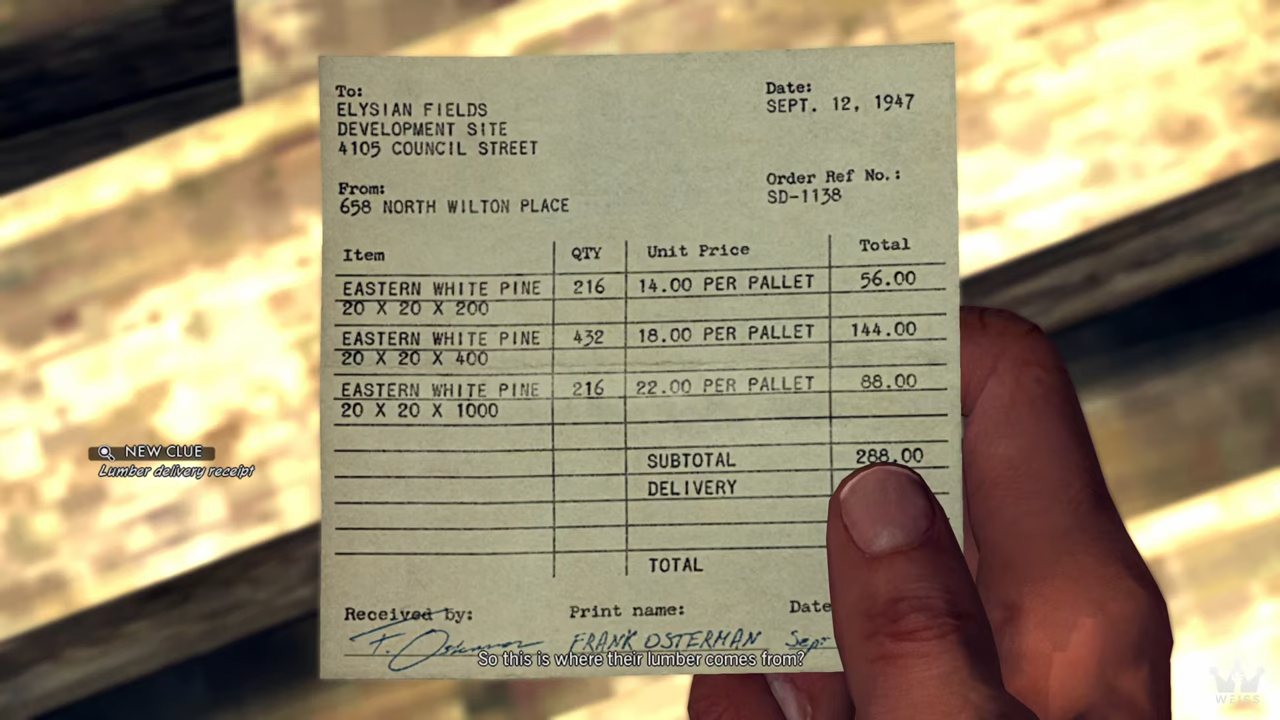 To:
ELYSIAN FIELDS
DEVELOPMENT SITE
4105 COUNCIL STREET
Date:
SEPT. 12, 1947
From:
658 NORTH WILTON PLACE
Order Ref No.:
SD-1138
Item QTY Unit Price Total
EASTERN WHITE PINE 216 14.00 PER PALLET 56.00
20 X 20 X 200
EASTERN WHITE PINE 432 18.00 PER PALLET 144.00
20 X 20 X 400
EASTERN WHITE PINE 216 22.00 PER PALLET 88.00
20 X 20 X 1000
SUBTOTAL 288.00
DELIVERY
TOTAL
Received by: Print name: Date
F. Osterman FRANK OSTERMAN Sept
NEW CLUE
Lumber delivery receipt
So this is where their lumber comes from?
WEISS